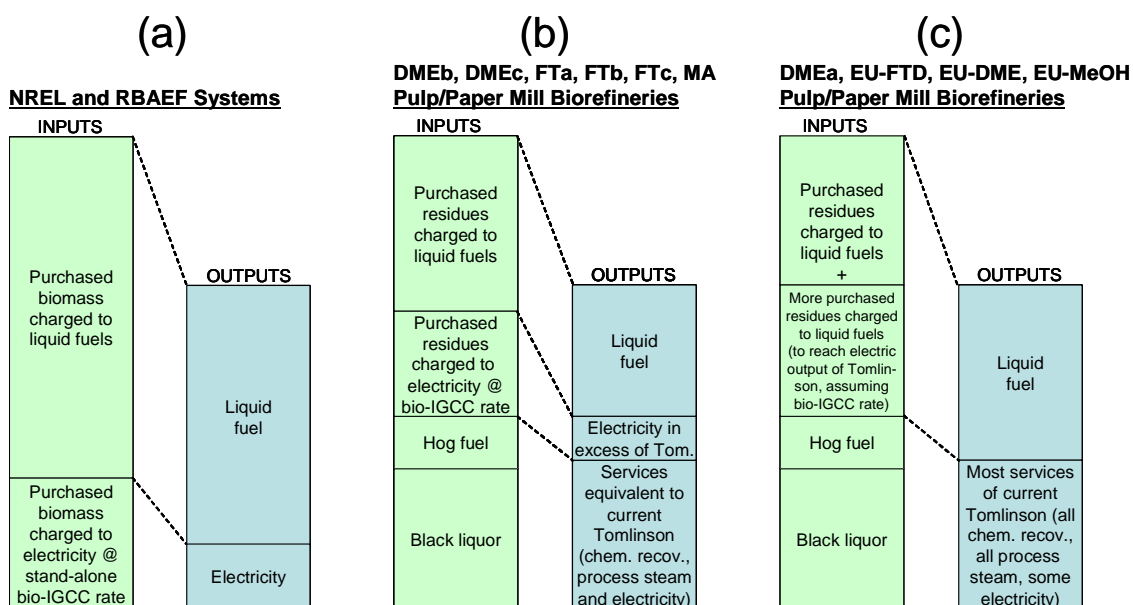 (a)
NREL and RBAEF Systems
INPUTS
Purchased
biomass
charged to
liquid fuels
Purchased
biomass
charged to
electricity @
stand-alone
bio-IGCC rate
OUTPUTS
Liquid
fuel
Electricity
(b)
DMEb, DMEc, FTa, FTb, FTc, MA
Pulp/Paper Mill Biorefineries
INPUTS
Purchased
residues
charged to
liquid fuels
Purchased
residues
charged to
electricity @
bio-IGCC rate
Hog fuel
Black liquor
OUTPUTS
Liquid
fuel
Electricity in
excess of Tom.
Services
equivalent to
current
Tomlinson
(chem. recov.,
process steam
and electricity)
(c)
DMEa, EU-FTD, EU-DME, EU-MeOH
Pulp/Paper Mill Biorefineries
INPUTS
Purchased
residues
charged to
liquid fuels
+
More purchased
residues charged
to liquid fuels
(to reach electric
output of Tomlin-
son, assuming
bio-IGCC rate)
Hog fuel
Black liquor
OUTPUTS
Liquid
fuel
Most services
of current
Tomlinson (all
chem. recov.,
all process
steam, some
electricity)